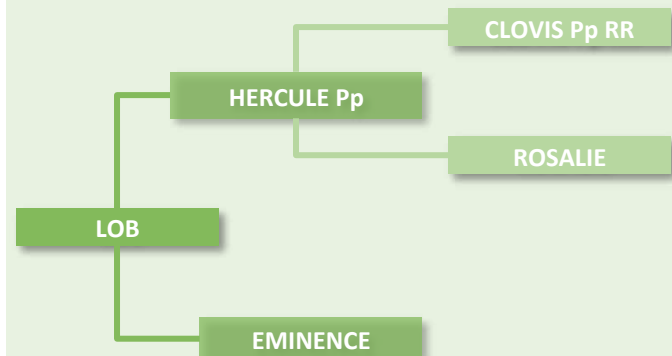 CLOVIS Pp RR
HERCULE Pp
ROSALIE
LOB
EMINENCE